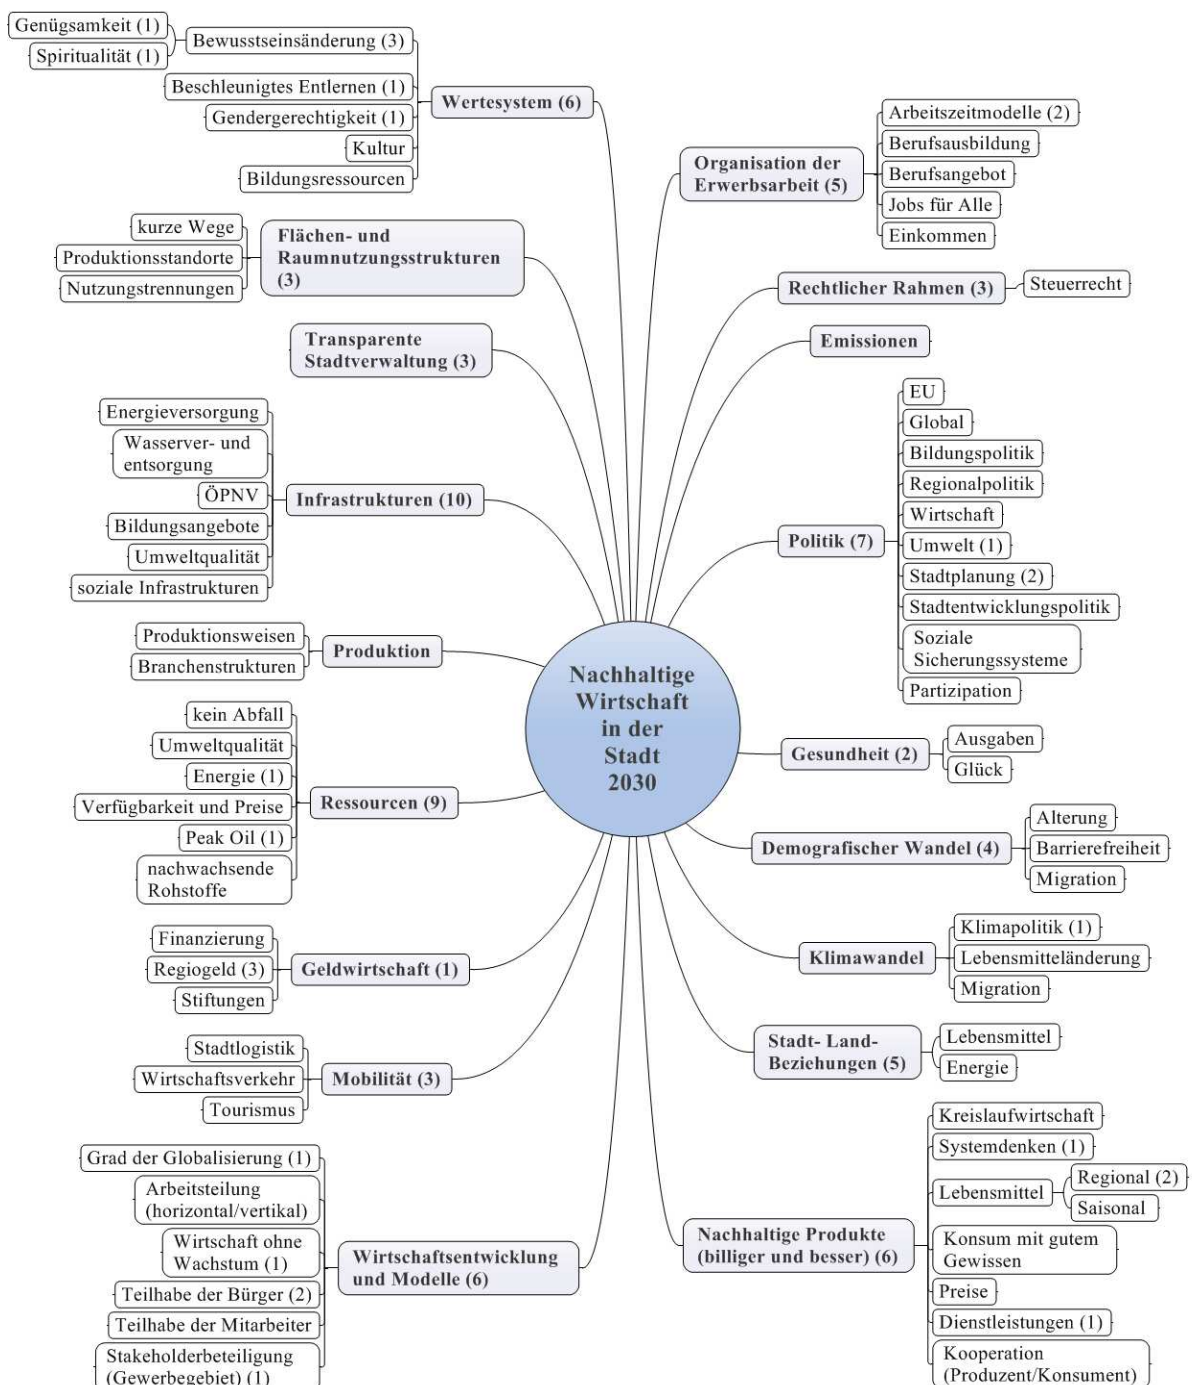 Genügsamkeit (1)
Spiritualität (1)
Bewusstseinsänderung (3)
Beschleunigtes Entlernen (1)
Gendergerechtigkeit (1)
Kultur
Bildungsressourcen
Wertesystem (6)
kurze Wege
Produktionsstandorte
Nutzungstrennungen
Flächen- und
Raumnutzungsstrukturen
(3)
Transparente
Stadtverwaltung (3)
Energieversorgung
Wasserver- und
entsorgung
ÖPNV
Bildungsangebote
Umweltqualität
soziale Infrastrukturen
Infrastrukturen (10)
Produktionsweisen
Branchenstrukturen
Produktion
kein Abfall
Umweltqualität
Energie (1)
Verfügbarkeit und Preise
Peak Oil (1)
nachwachsende
Rohstoffe
Ressourcen (9)
Finanzierung
Regiogeld (3)
Stiftungen
Geldwirtschaft (1)
Stadtlogistik
Wirtschaftsverkehr
Tourismus
Mobilität (3)
Grad der Globalisierung (1)
Arbeitsteilung
(horizontal/vertikal)
Wirtschaft ohne
Wachstum (1)
Teilhabe der Bürger (2)
Teilhabe der Mitarbeiter
Stakeholderbeteiligung
(Gewerbegebiet) (1)
Wirtschaftsentwicklung
und Modelle (6)
Nachhaltige
Wirtschaft
in der
Stadt
2030
Organisation der
Erwerbsarbeit (5)
Arbeitszeitmodelle (2)
Berufsausbildung
Berufsangebot
Jobs für Alle
Einkommen
Rechtlicher Rahmen (3)
Steuerrecht
Emissionen
Politik (7)
EU
Global
Bildungspolitik
Regionalpolitik
Wirtschaft
Umwelt (1)
Stadtplanung (2)
Stadtentwicklungspolitik
Soziale
Sicherungssysteme
Partizipation
Gesundheit (2)
Ausgaben
Glück
Demografischer Wandel (4)
Alterung
Barrierefreiheit
Migration
Klimawandel
Klimapolitik (1)
Lebensmitteländerung
Migration
Stadt- Land-
Beziehungen (5)
Lebensmittel
Energie
Nachhaltige Produkte
(billiger und besser) (6)
Kreislaufwirtschaft
Systemdenken (1)
Lebensmittel
Regional (2)
Saisonal
Konsum mit gutem
Gewissen
Preise
Dienstleistungen (1)
Kooperation
(Produzent/Konsument)